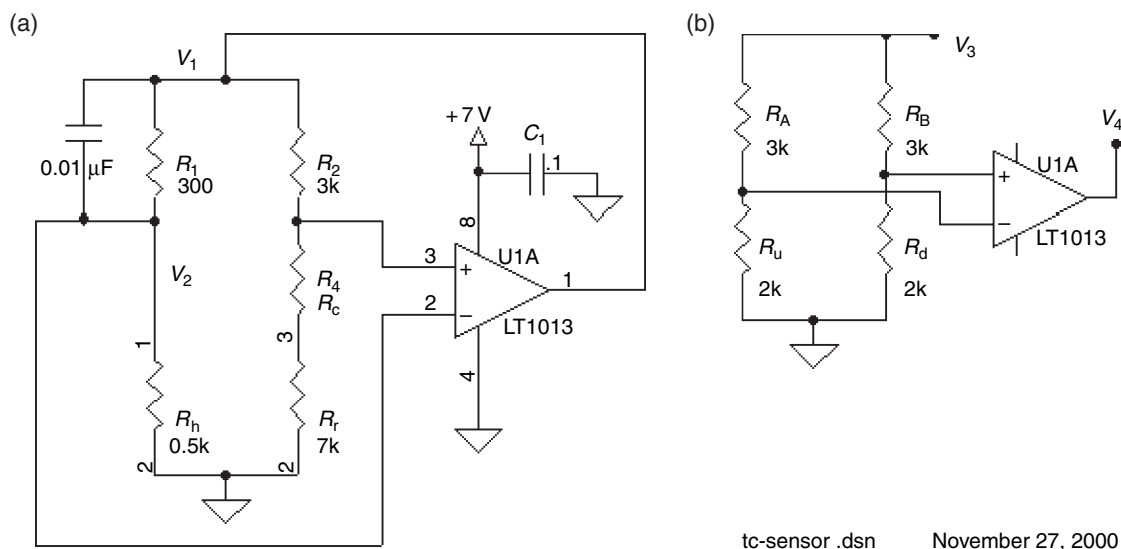 (a)
V1
+7 V
C1
.1
0.01 µF
R1
300
R2
3k
8
V2
3
U1A
+
1
R4
Rc
2
−
LT1013
1
3
4
Rh
0.5k
Rr
7k
2
2
(b)
V3
RA
3k
RB
3k
V4
U1A
+
−
LT1013
Ru
2k
Rd
2k
tc-sensor .dsn
November 27, 2000